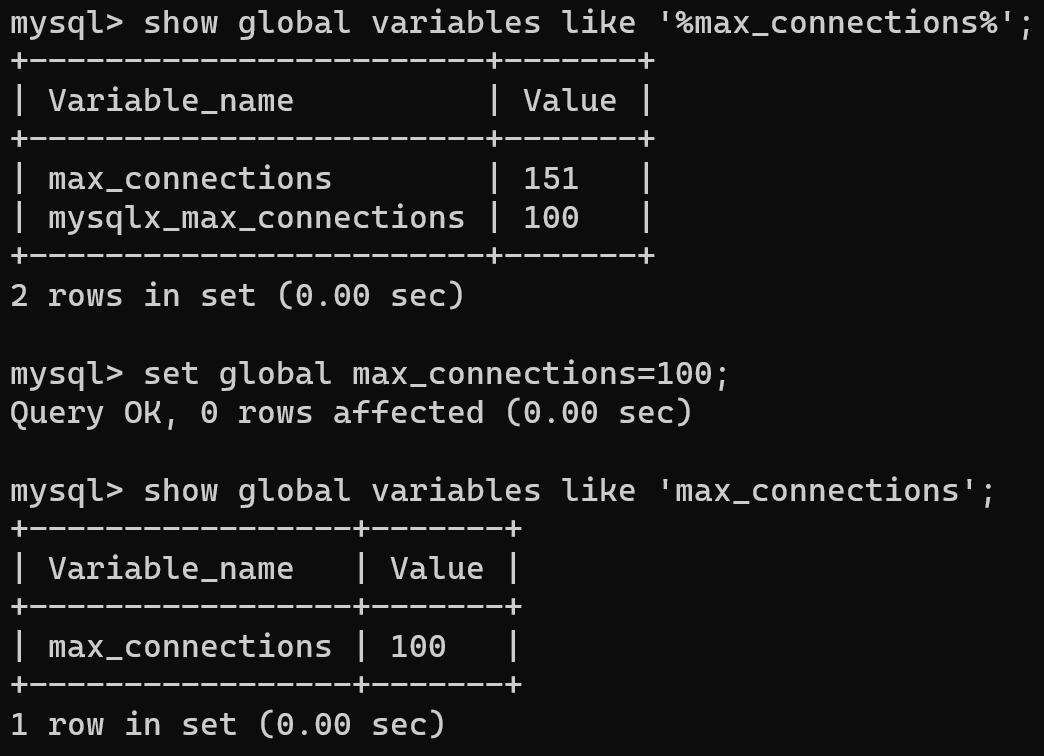 mysql> show global variables like '%max_connections%';
+------------------------+-------+
| Variable_name          | Value |
+------------------------+-------+
| max_connections        | 151   |
| mysqlx_max_connections | 100   |
+------------------------+-------+
2 rows in set (0.00 sec)

mysql> set global max_connections=100;
Query OK, 0 rows affected (0.00 sec)

mysql> show global variables like 'max_connections';
+-----------------+-------+
| Variable_name   | Value |
+-----------------+-------+
| max_connections | 100   |
+-----------------+-------+
1 row in set (0.00 sec)